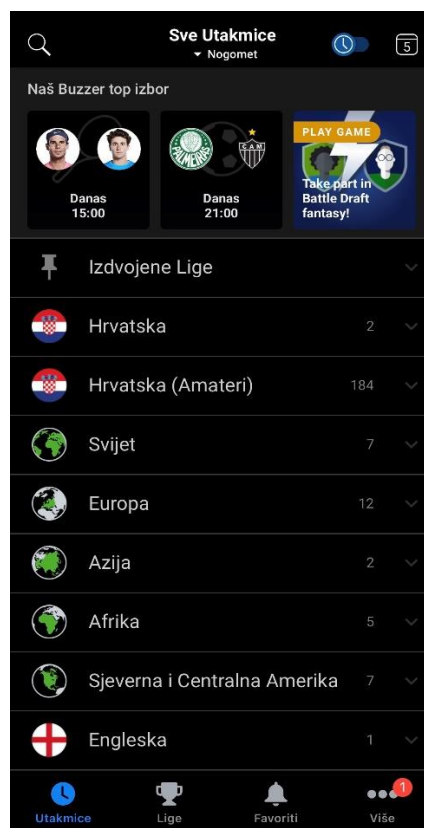 Sve Utakmice
Nogomet
5
Naš Buzzer top izbor
Danas
15:00
PALMEIRAS
CAM
Danas
21:00
PLAY GAME
Take part in
Battle Draft
fantasy!
Izdvojene Lige
Hrvatska 2
Hrvatska (Amateri) 184
Svijet 7
Europa 12
Azija 2
Afrika 5
Sjeverna i Centralna Amerika 7
Engleska 1
1
Utakmice Lige Favoriti Više